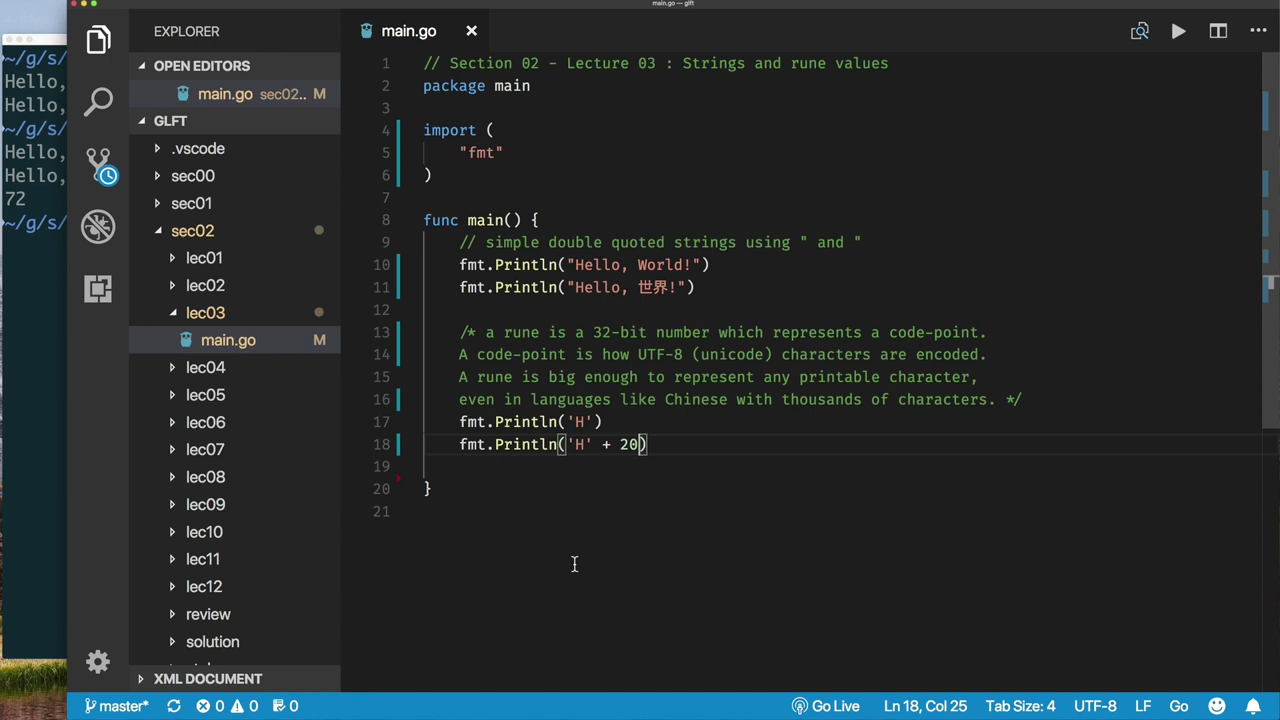 main.go — glft
~/g/s/
Hello,
Hello,
~/g/s/
Hello,
Hello,
72
~/g/s/
EXPLORER
OPEN EDITORS
main.go sec02.. M
GLFT
.vscode
sec00
sec01
sec02
lec01
lec02
lec03
main.go M
lec04
lec05
lec06
lec07
lec08
lec09
lec10
lec11
lec12
review
solution
XML DOCUMENT
main.go
1 // Section 02 - Lecture 03 : Strings and rune values
2 package main
3
4 import (
5 "fmt"
6 )
7
8 func main() {
9 // simple double quoted strings using " and "
10 fmt.Println("Hello, World!")
11 fmt.Println("Hello, 世界!")
12
13 /* a rune is a 32-bit number which represents a code-point.
14 A code-point is how UTF-8 (unicode) characters are encoded.
15 A rune is big enough to represent any printable character,
16 even in languages like Chinese with thousands of characters. */
17 fmt.Println('H')
18 fmt.Println('H' + 20)
19
20 }
21
master* 0 0 0 Go Live Ln 18, Col 25 Tab Size: 4 UTF-8 LF Go